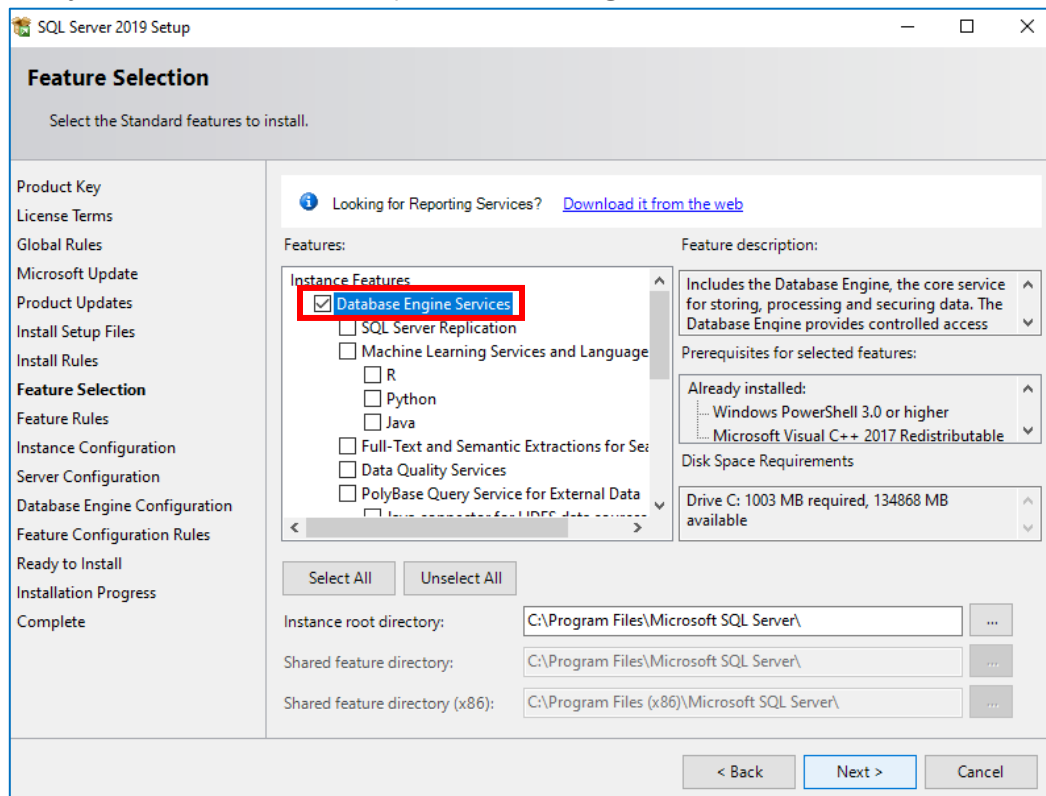 SQL Server 2019 Setup
Feature Selection
Select the Standard features to install.
Product Key
License Terms
Global Rules
Microsoft Update
Product Updates
Install Setup Files
Install Rules
Feature Selection
Feature Rules
Instance Configuration
Server Configuration
Database Engine Configuration
Feature Configuration Rules
Ready to Install
Installation Progress
Complete
Looking for Reporting Services? Download it from the web
Features:
Instance Features
Database Engine Services
SQL Server Replication
Machine Learning Services and Language
R
Python
Java
Full-Text and Semantic Extractions for Sea
Data Quality Services
PolyBase Query Service for External Data
Java connector for HDFS data sources
Feature description:
Includes the Database Engine, the core service
for storing, processing and securing data. The
Database Engine provides controlled access
Prerequisites for selected features:
Already installed:
Windows PowerShell 3.0 or higher
Microsoft Visual C++ 2017 Redistributable
Disk Space Requirements
Drive C: 1003 MB required, 134868 MB
available
Select All Unselect All
Instance root directory: C:\Program Files\Microsoft SQL Server\ ...
Shared feature directory: C:\Program Files\Microsoft SQL Server\ ...
Shared feature directory (x86): C:\Program Files (x86)\Microsoft SQL Server\ ...
< Back Next > Cancel